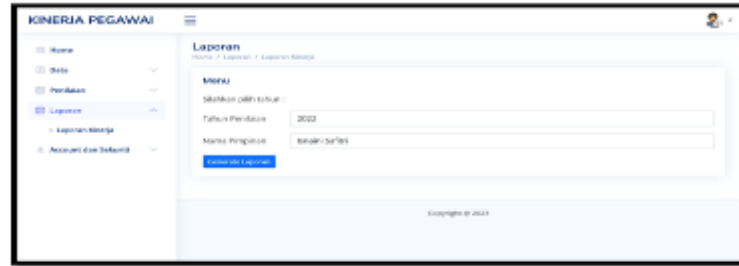 KINERJA PEGAWAI
Home
Data
Penilaian
Laporan
Laporan Kinerja
Account dan Sekuriti
Laporan
Home / Laporan / Laporan Kinerja
Menu
Silahkan pilih tahun :
Tahun Penilaian 2022
Nama Pimpinan
Generate Laporan
Copyright © 2023